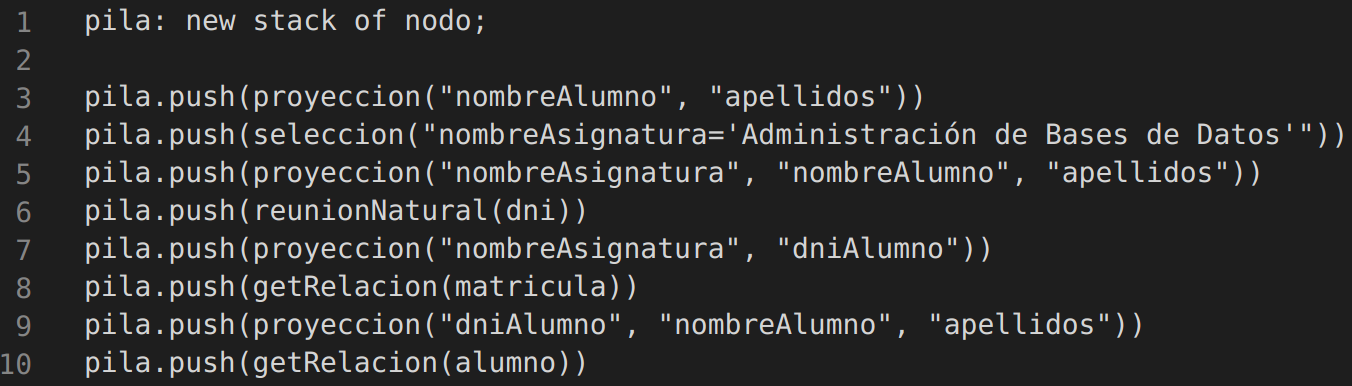 1 pila: new stack of nodo;
2
3 pila.push(proyeccion("nombreAlumno", "apellidos"))
4 pila.push(seleccion("nombreAsignatura='Administración de Bases de Datos'"))
5 pila.push(proyeccion("nombreAsignatura", "nombreAlumno", "apellidos"))
6 pila.push(reunionNatural(dni))
7 pila.push(proyeccion("nombreAsignatura", "dniAlumno"))
8 pila.push(getRelacion(matricula))
9 pila.push(proyeccion("dniAlumno", "nombreAlumno", "apellidos"))
10 pila.push(getRelacion(alumno))